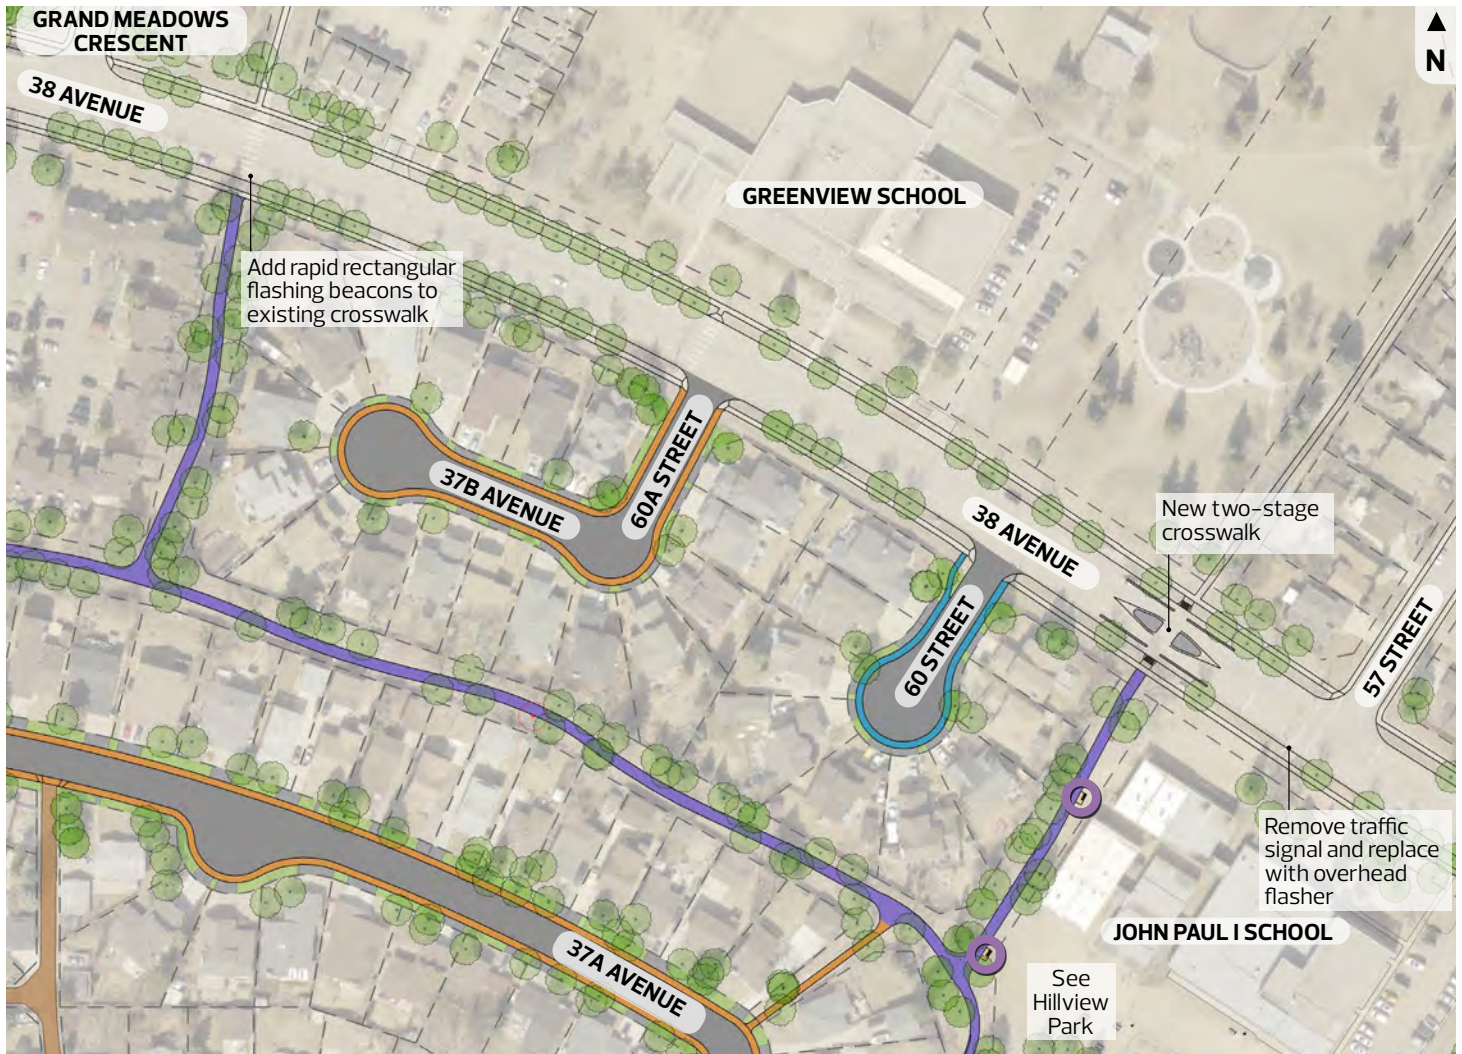 GRAND MEADOWS
CRESCENT
N
38 AVENUE
GREENVIEW SCHOOL
Add rapid rectangular
flashing beacons to
existing crosswalk
37B AVENUE
60A STREET
38 AVENUE
New two-stage
crosswalk
60 STREET
57 STREET
Remove traffic
signal and replace
with overhead
flasher
JOHN PAUL I SCHOOL
37A AVENUE
See
Hillview
Park